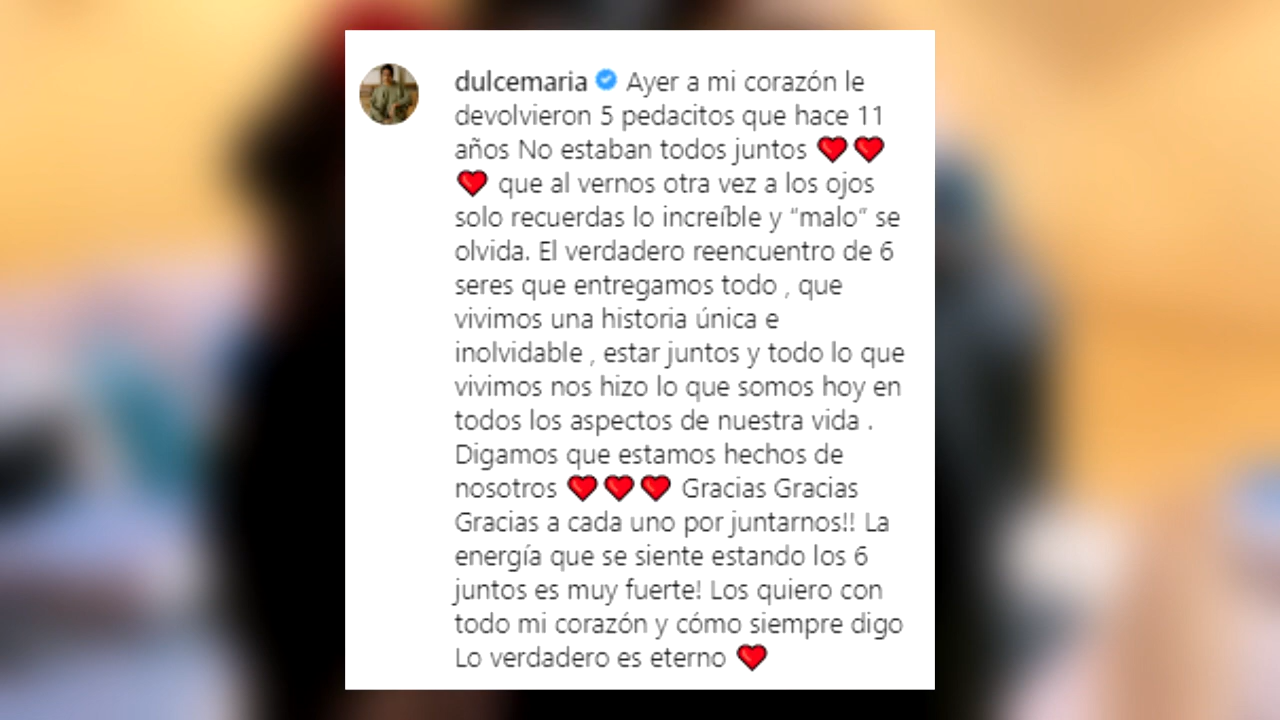 dulcemaria Ayer a mi corazón le
devolvieron 5 pedacitos que hace 11
años No estaban todos juntos ❤️❤️
❤️ que al vernos otra vez a los ojos
solo recuerdas lo increíble y “malo” se
olvida. El verdadero reencuentro de 6
seres que entregamos todo , que
vivimos una historia única e
inolvidable , estar juntos y todo lo que
vivimos nos hizo lo que somos hoy en
todos los aspectos de nuestra vida .
Digamos que estamos hechos de
nosotros ❤️❤️❤️ Gracias Gracias
Gracias a cada uno por juntarnos!! La
energía que se siente estando los 6
juntos es muy fuerte! Los quiero con
todo mi corazón y cómo siempre digo
Lo verdadero es eterno ❤️